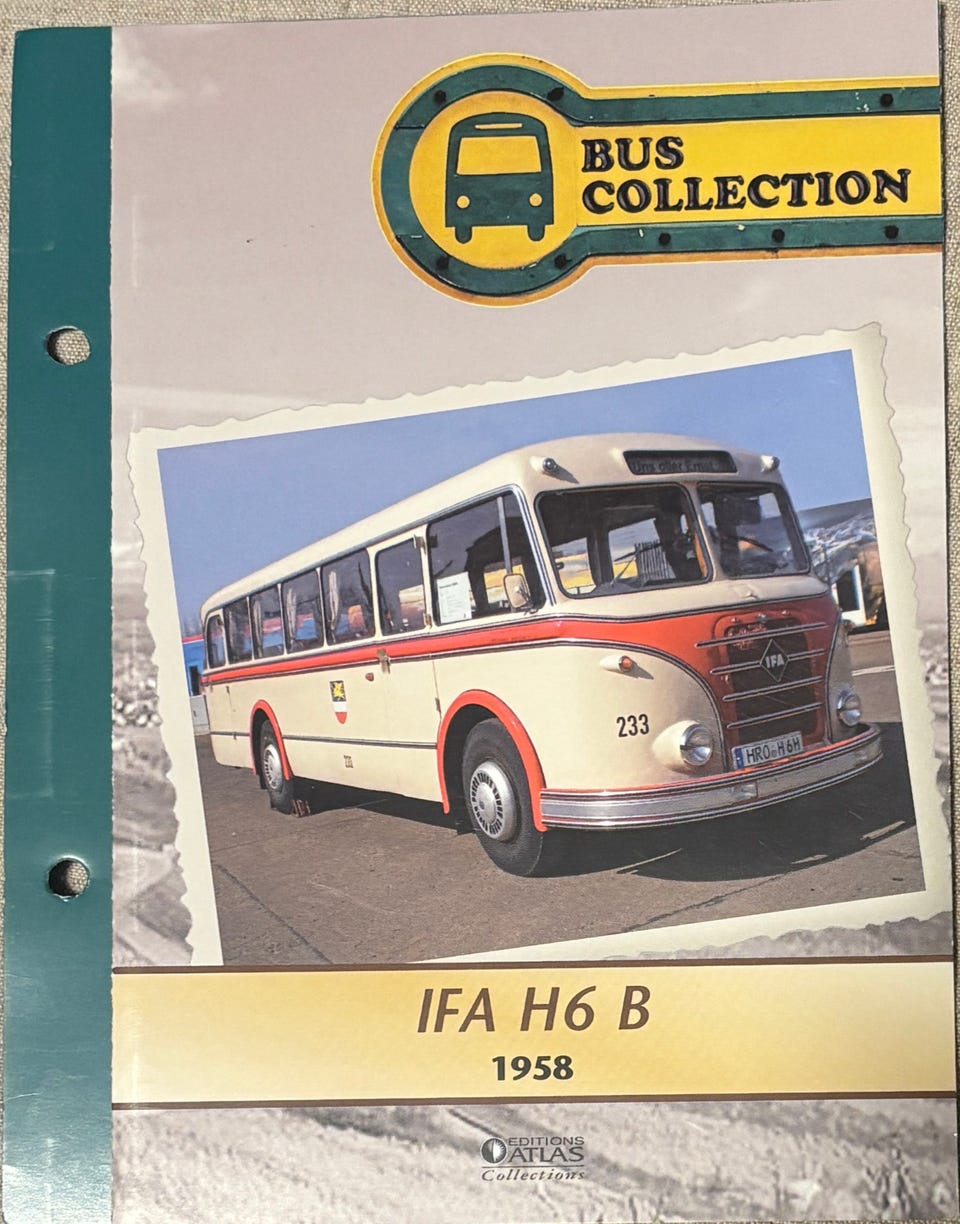 BUS
COLLECTION
IFA
233
HRO H 6H
IFA H6 B
1958
EDITIONS
ATLAS
Collections